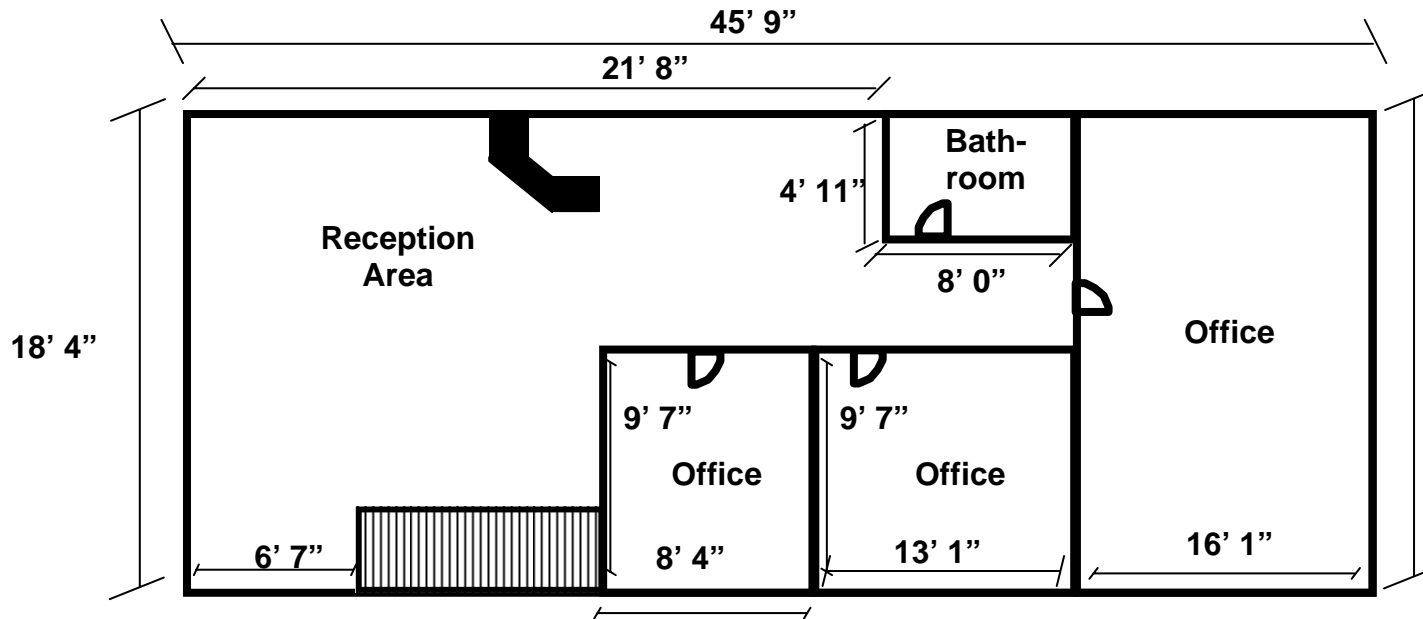 45’ 9”
21’ 8”
Bath-
room
4’ 11”
Reception
Area
8’ 0”
18’ 4”
Office
9’ 7”
9’ 7”
Office
Office
6’ 7”
8’ 4”
13’ 1”
16’ 1”